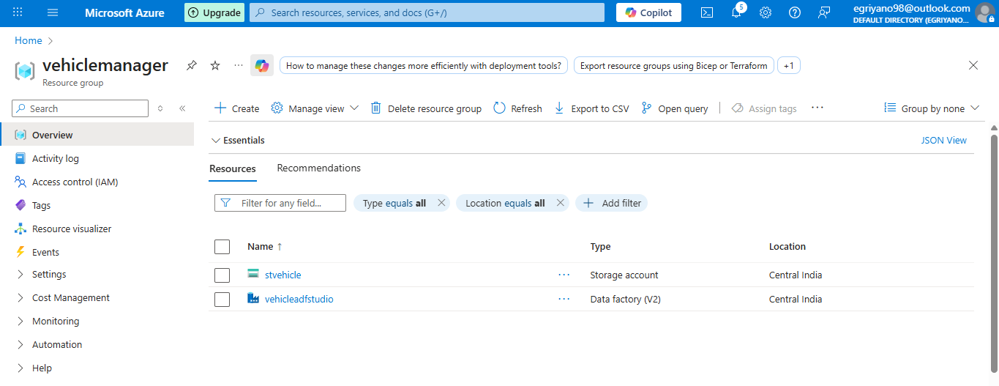 Microsoft Azure Upgrade Search resources, services, and docs (G+/) Copilot 5 egriyano98@outlook.com
DEFAULT DIRECTORY (EGRIYANO...
Home
vehiclemanager ... How to manage these changes more efficiently with deployment tools? Export resource groups using Bicep or Terraform +1
Resource group
Search
Create Manage view Delete resource group Refresh Export to CSV Open query Assign tags ... Group by none
Overview
Activity log
Access control (IAM)
Tags
Resource visualizer
Events
Settings
Cost Management
Monitoring
Automation
Help
Essentials JSON View
Resources Recommendations
Filter for any field... Type equals all Location equals all Add filter
Name ↑ Type Location
stvehicle ... Storage account Central India
vehicleadfstudio ... Data factory (V2) Central India